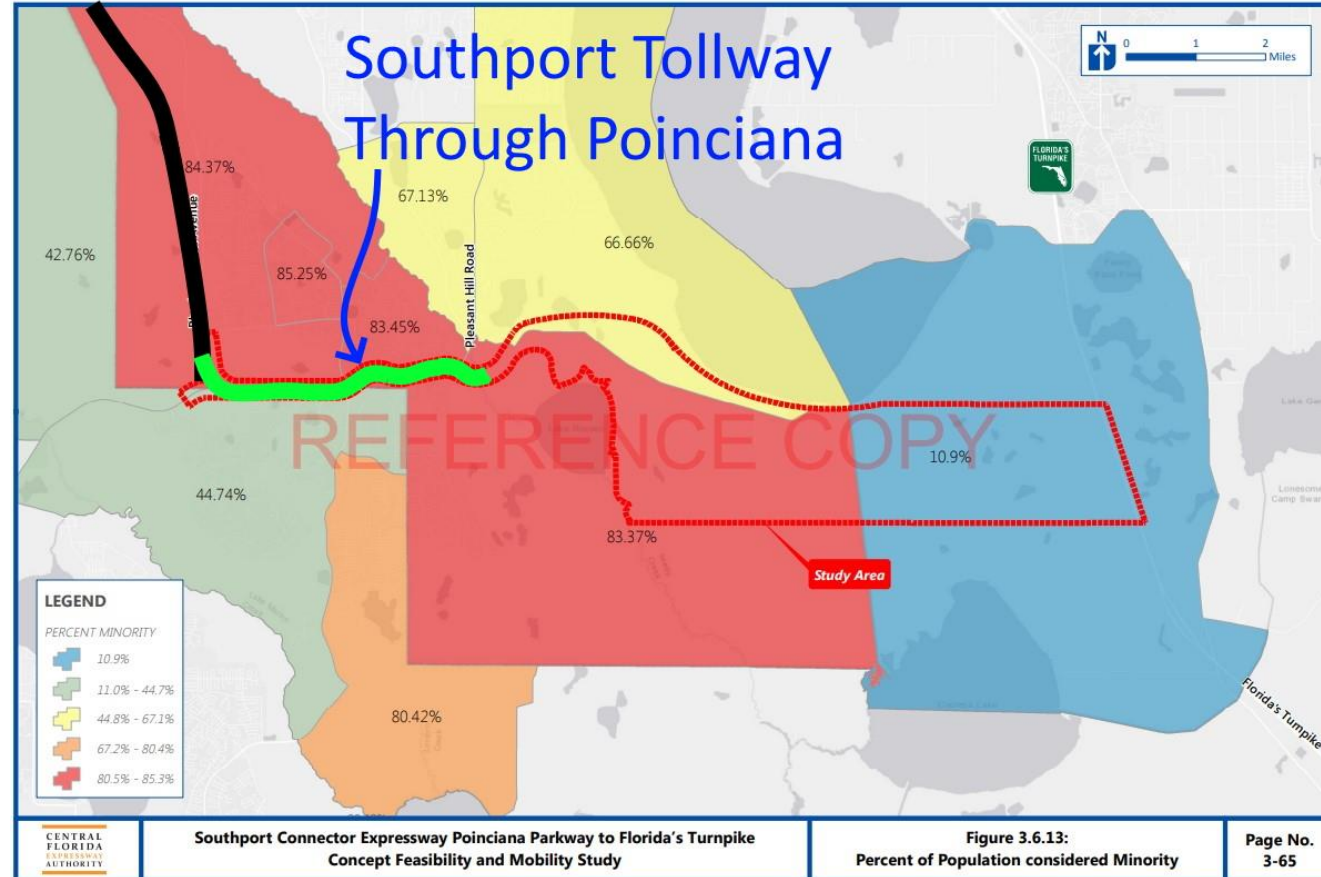 Southport Tollway
Through Poinciana
N
0 1 2
Miles
FLORIDA'S
TURNPIKE
84.37%
67.13%
66.66%
42.76%
85.25%
Pleasant Hill Road
83.45%
REFERENCE COPY
10.9%
44.74%
83.37%
Study Area
80.42%
Florida's Turnpike
LEGEND
PERCENT MINORITY
10.9%
11.0% - 44.7%
44.8% - 67.1%
67.2% - 80.4%
80.5% - 85.3%
CENTRAL
FLORIDA
EXPRESSWAY
AUTHORITY
Southport Connector Expressway Poinciana Parkway to Florida's Turnpike
Concept Feasibility and Mobility Study
Figure 3.6.13:
Percent of Population considered Minority
Page No.
3-65